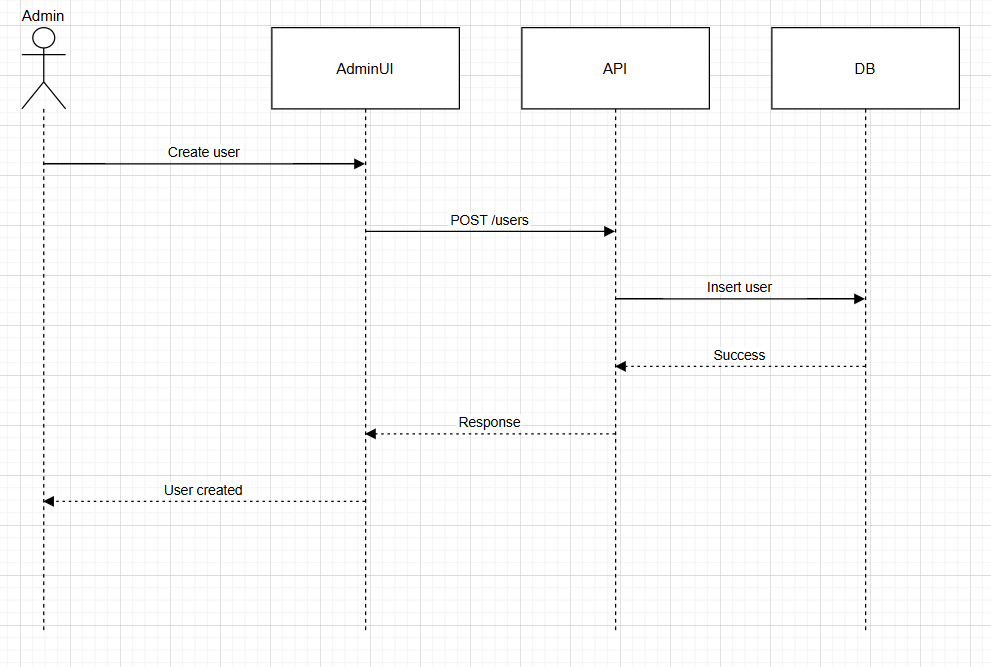 Admin
AdminUI
API
DB
Create user
POST /users
Insert user
Success
Response
User created